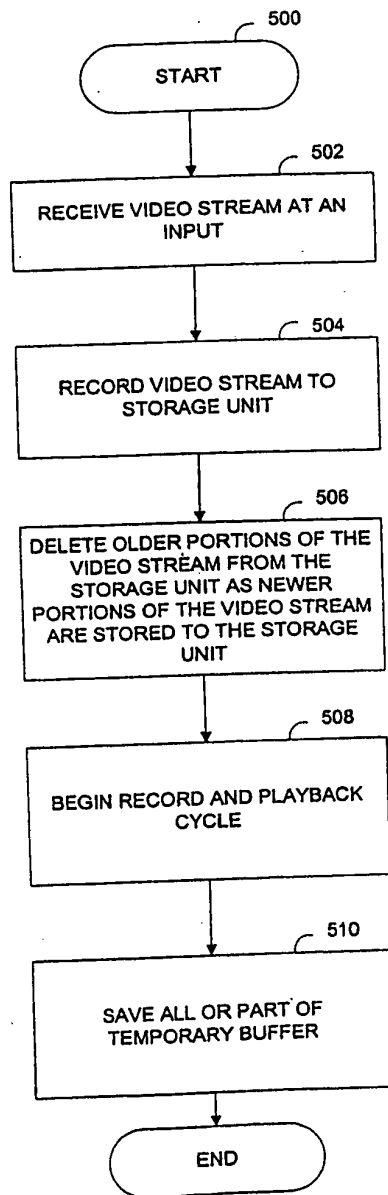 500
START
502
RECEIVE VIDEO STREAM AT AN
INPUT
504
RECORD VIDEO STREAM TO
STORAGE UNIT
506
DELETE OLDER PORTIONS OF THE
VIDEO STREAM FROM THE
STORAGE UNIT AS NEWER
PORTIONS OF THE VIDEO STREAM
ARE STORED TO THE STORAGE
UNIT
508
BEGIN RECORD AND PLAYBACK
CYCLE
510
SAVE ALL OR PART OF
TEMPORARY BUFFER
END